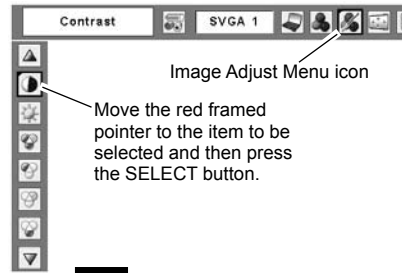 Contrast
SVGA 1
Image Adjust Menu icon
Move the red framed
pointer to the item to be
selected and then press
the SELECT button.